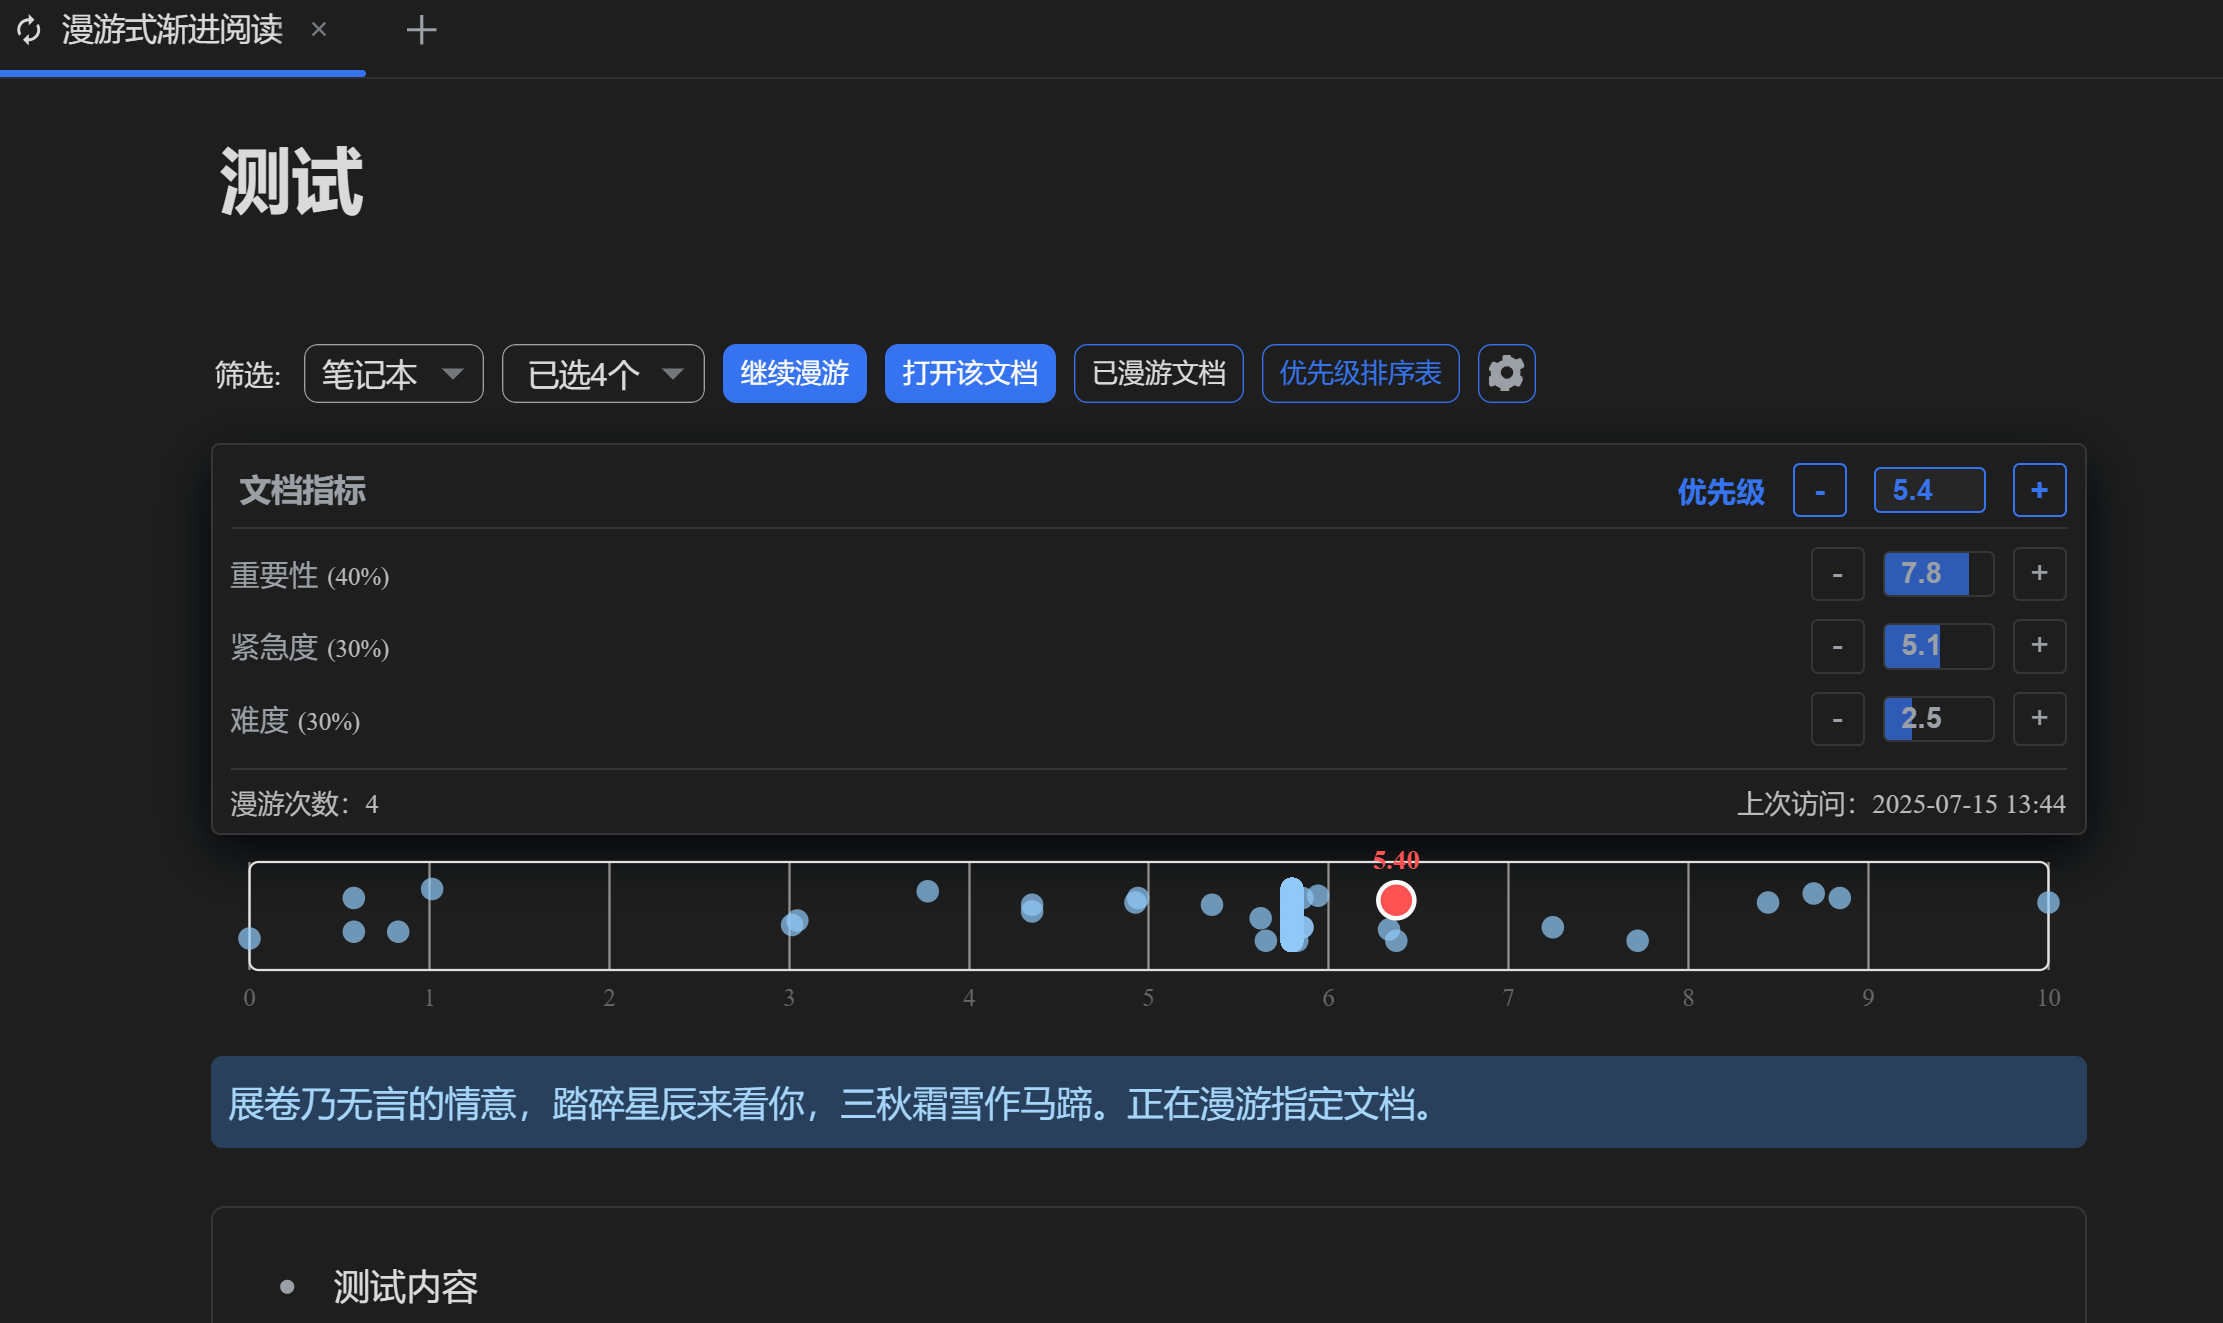 漫游式渐进阅读
测试
筛选: 笔记本 已选4个 继续漫游 打开该文档 已漫游文档 优先级排序表
文档指标 优先级 - 5.4 +
重要性 (40%) - 7.8 +
紧急度 (30%) - 5.1 +
难度 (30%) - 2.5 +
漫游次数：4 上次访问：2025-07-15 13:44
5.40
0 1 2 3 4 5 6 7 8 9 10
展卷乃无言的情意，踏碎星辰来看你，三秋霜雪作马蹄。正在漫游指定文档。
测试内容